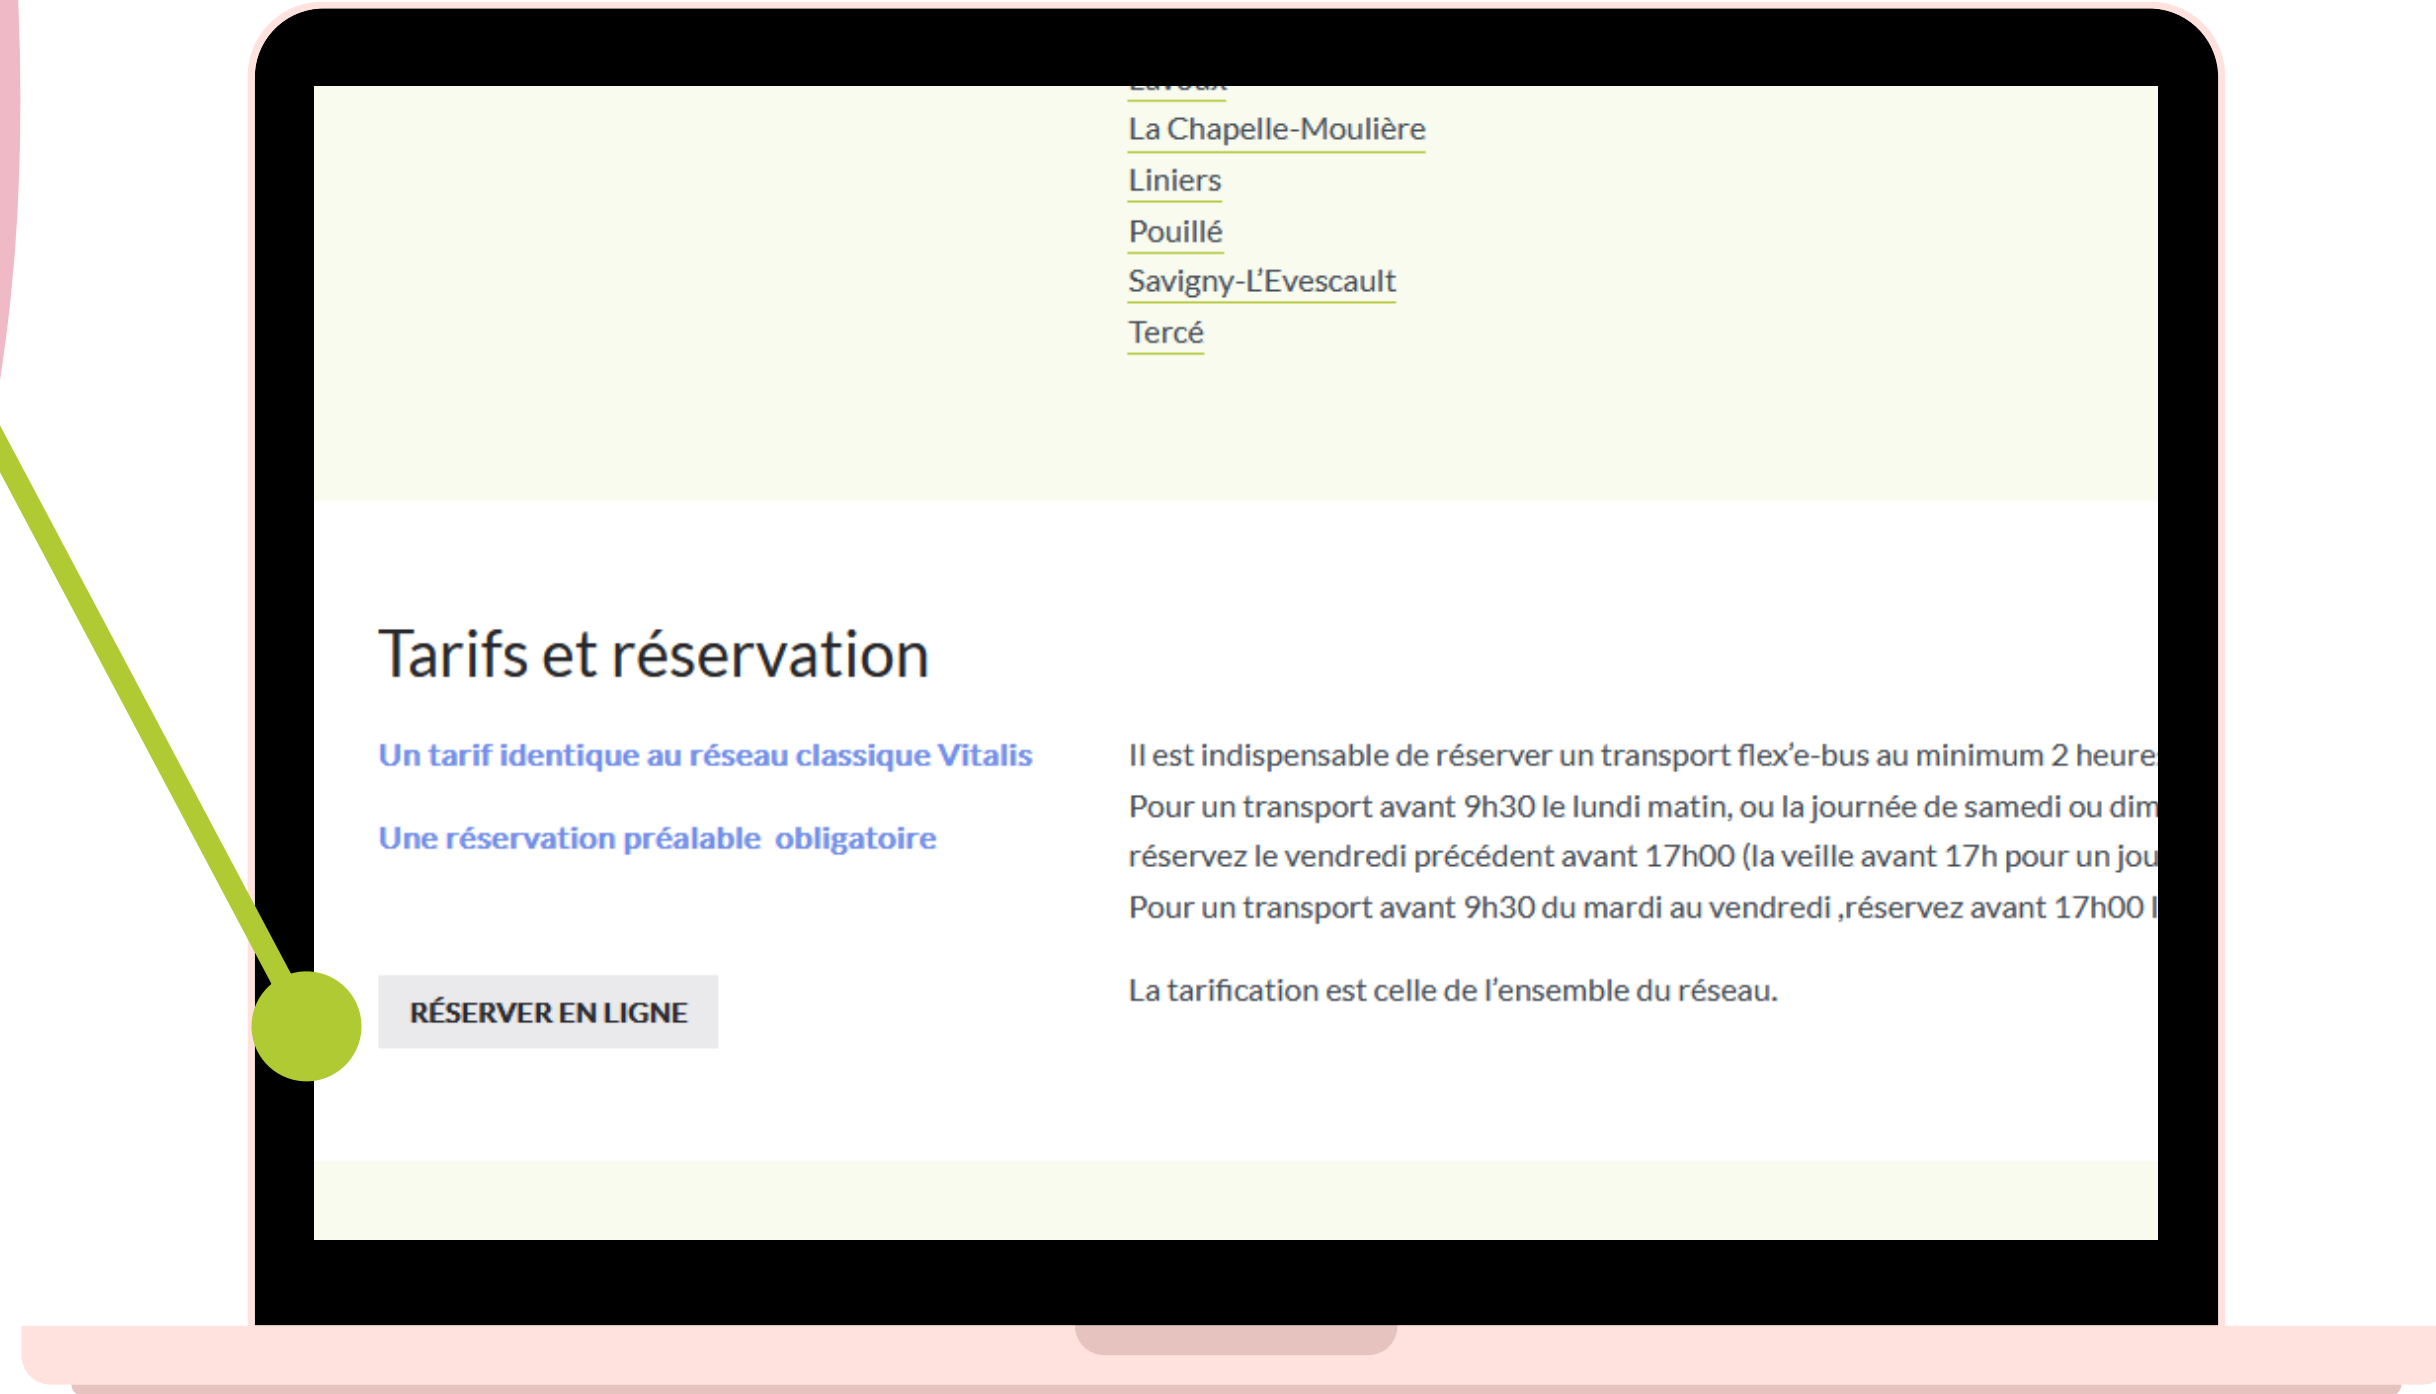 La Chapelle-Moulière
Liniers
Pouillé
Savigny-L'Evescault
Tercé
Tarifs et réservation
Un tarif identique au réseau classique Vitalis
Une réservation préalable obligatoire
RÉSERVER EN LIGNE
Il est indispensable de réserver un transport flex'e-bus au minimum 2
Pour un transport avant 9h30 le lundi matin, ou la journée de samedi ou
réservez le vendredi précédent avant 17h00 (la veille avant 17h pour un
Pour un transport avant 9h30 du mardi au vendredi ,réservez avant 17h00
La tarification est celle de l'ensemble du réseau.